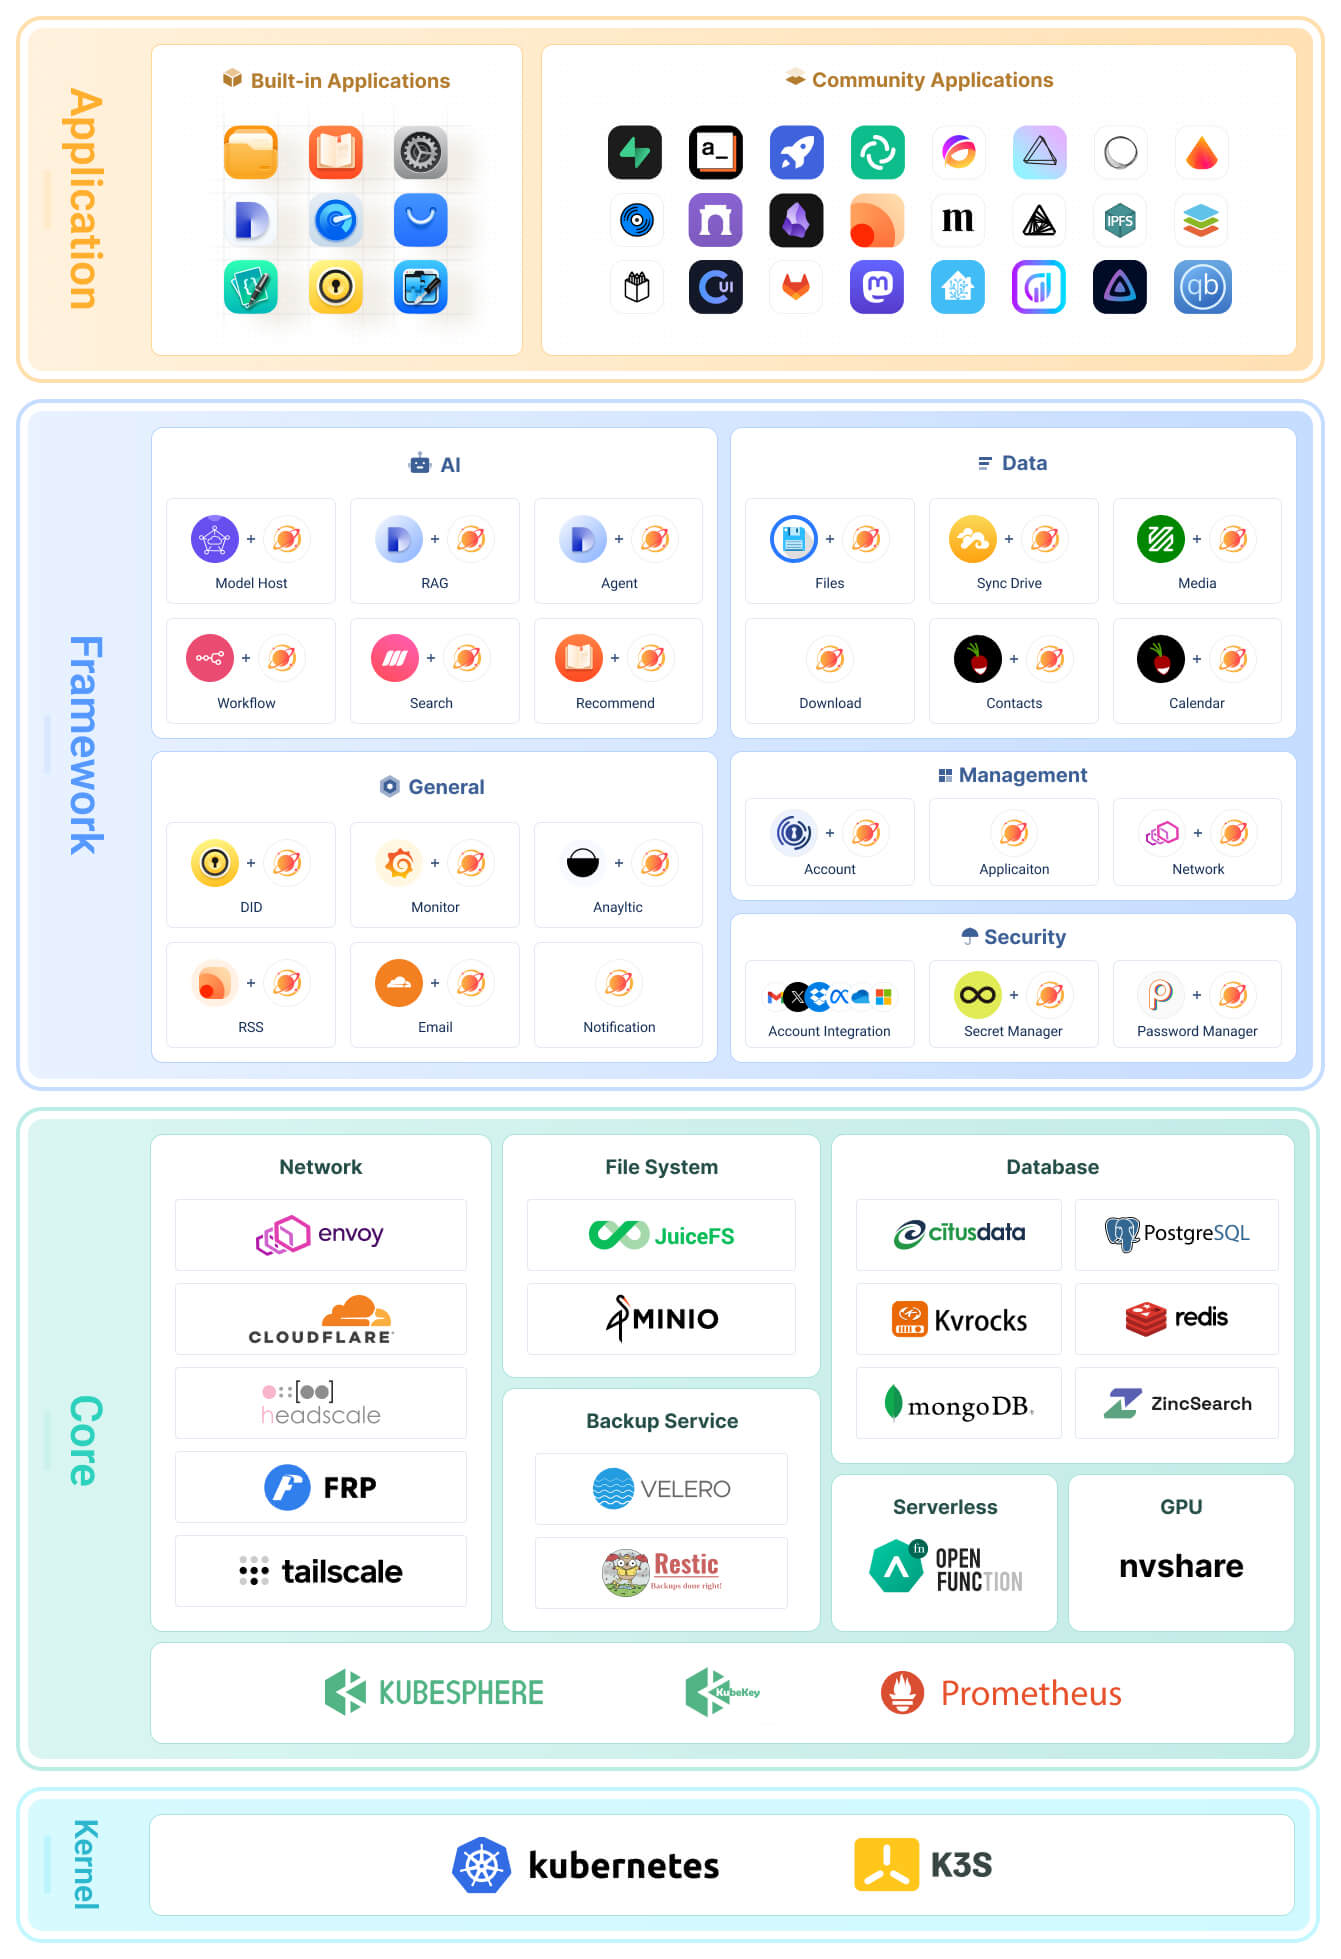 Application
Built-in Applications
Community Applications
a_
m
IPFS
UI
qb
Framework
AI
Model Host
RAG
Agent
Workflow
Search
Recommend
Data
Files
Sync Drive
Media
Download
Contacts
Calendar
General
DID
Monitor
Anayltic
RSS
Email
Notification
Management
Account
Applicaiton
Network
Security
Account Integration
Secret Manager
Password Manager
Core
Network
envoy
CLOUDFLARE
headscale
FRP
tailscale
File System
JuiceFS
MINIO
Backup Service
VELERO
Restic
Backups done right!
Database
citusdata
PostgreSQL
Kvrocks
redis
mongoDB.
ZincSearch
Serverless
fn
OPEN
FUNCTION
GPU
nvshare
KUBESPHERE
KubeKey
Prometheus
Kernel
kubernetes
K3S